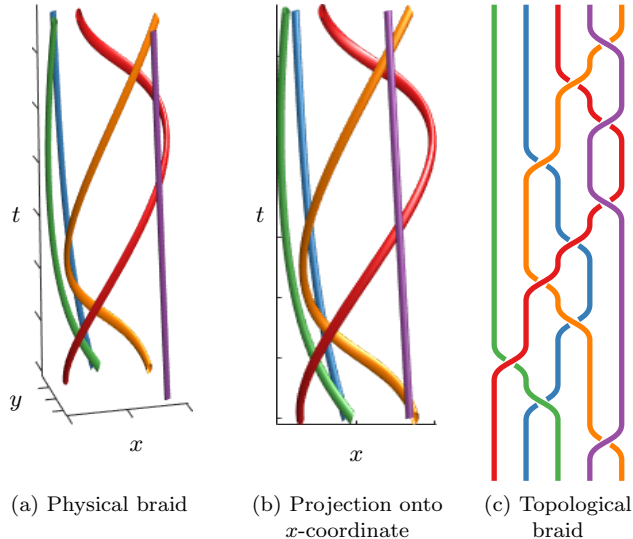 t
t
y
x
x
(a) Physical braid
(b) Projection onto
x-coordinate
(c) Topological
braid